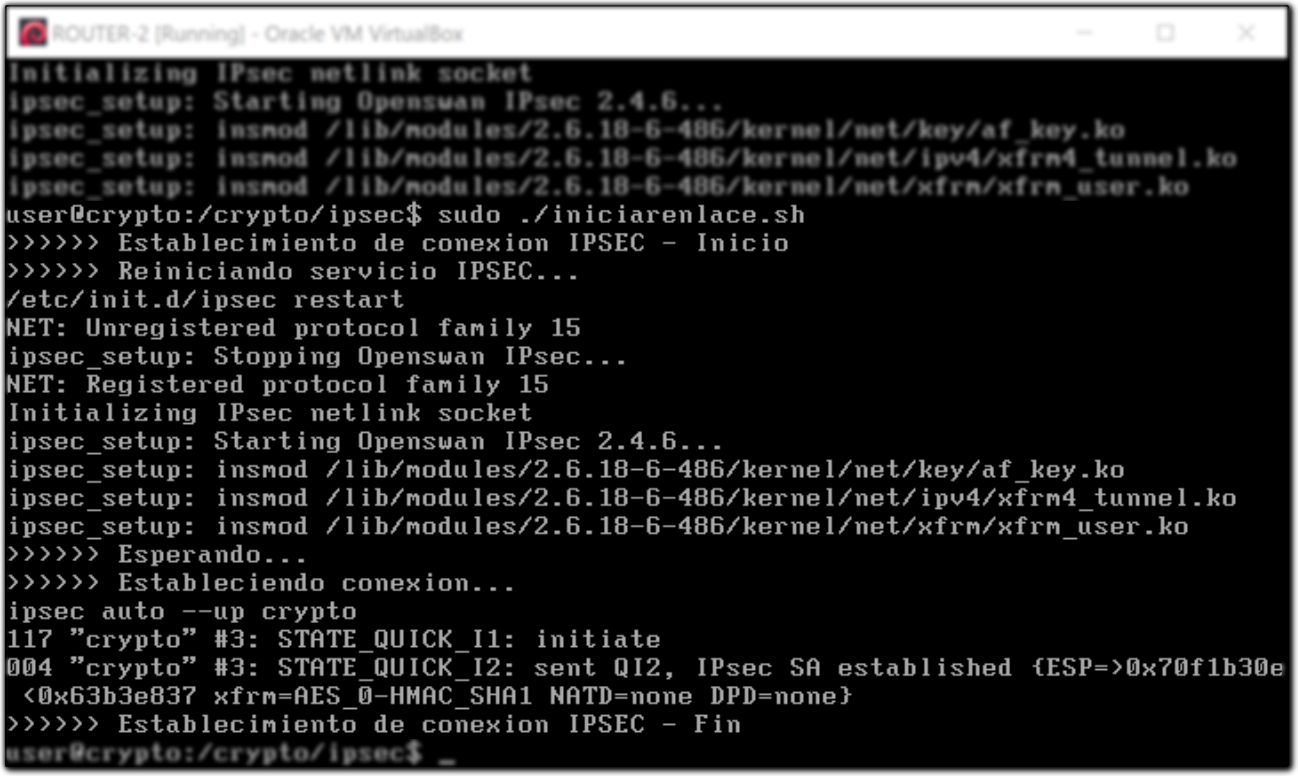 ROUTER-2 [Running] - Oracle VM VirtualBox
Initializing IPsec netlink socket
ipsec_setup: Starting Openswan IPsec 2.4.6...
ipsec_setup: insmod /lib/modules/2.6.18-6-486/kernel/net/key/af_key.ko
ipsec_setup: insmod /lib/modules/2.6.18-6-486/kernel/net/ipv4/xfrm4_tunnel.ko
ipsec_setup: insmod /lib/modules/2.6.18-6-486/kernel/net/xfrm/xfrm_user.ko
user@crypto:/crypto/ipsec$ sudo ./iniciarenlace.sh
>>>>>> Establecimiento de conexion IPSEC - Inicio
>>>>>> Reiniciando servicio IPSEC...
/etc/init.d/ipsec restart
NET: Unregistered protocol family 15
ipsec_setup: Stopping Openswan IPsec...
NET: Registered protocol family 15
Initializing IPsec netlink socket
ipsec_setup: Starting Openswan IPsec 2.4.6...
ipsec_setup: insmod /lib/modules/2.6.18-6-486/kernel/net/key/af_key.ko
ipsec_setup: insmod /lib/modules/2.6.18-6-486/kernel/net/ipv4/xfrm4_tunnel.ko
ipsec_setup: insmod /lib/modules/2.6.18-6-486/kernel/net/xfrm/xfrm_user.ko
>>>>>> Esperando...
>>>>>> Estableciendo conexion...
ipsec auto --up crypto
117 "crypto" #3: STATE_QUICK_I1: initiate
004 "crypto" #3: STATE_QUICK_I2: sent QI2, IPsec SA established {ESP=>0x70f1b30e
 <0x63b3e837 xfrm=AES_0-HMAC_SHA1 NATD=none DPD=none}
>>>>>> Establecimiento de conexion IPSEC - Fin
user@crypto:/crypto/ipsec$ _